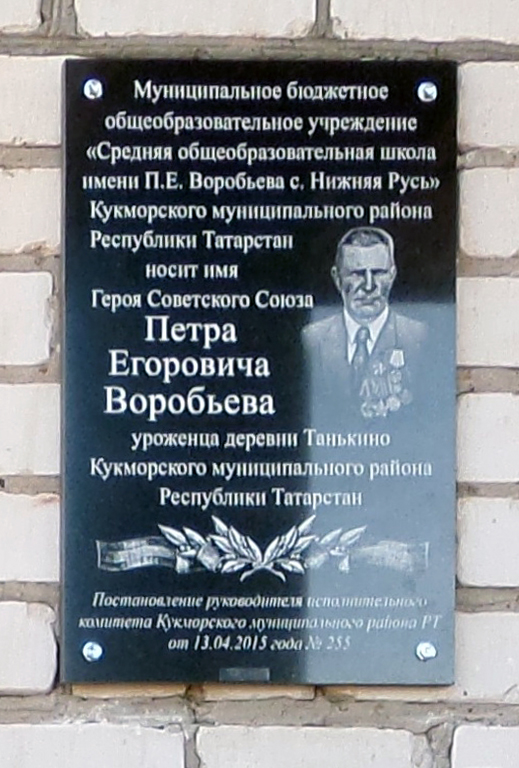 Муниципальное бюджетное
общеобразовательное учреждение
«Средняя общеобразовательная школа
имени П.Е. Воробьева с. Нижняя Русь»
Кукморского муниципального района
Республики Татарстан
носит имя
Героя Советского Союза
Петра
Егоровича
Воробьева
уроженца деревни Танькино
Кукморского муниципального района
Республики Татарстан
Постановление руководителя исполнительного
комитета Кукморского муниципального района РТ
от 13.04.2015 года № 255